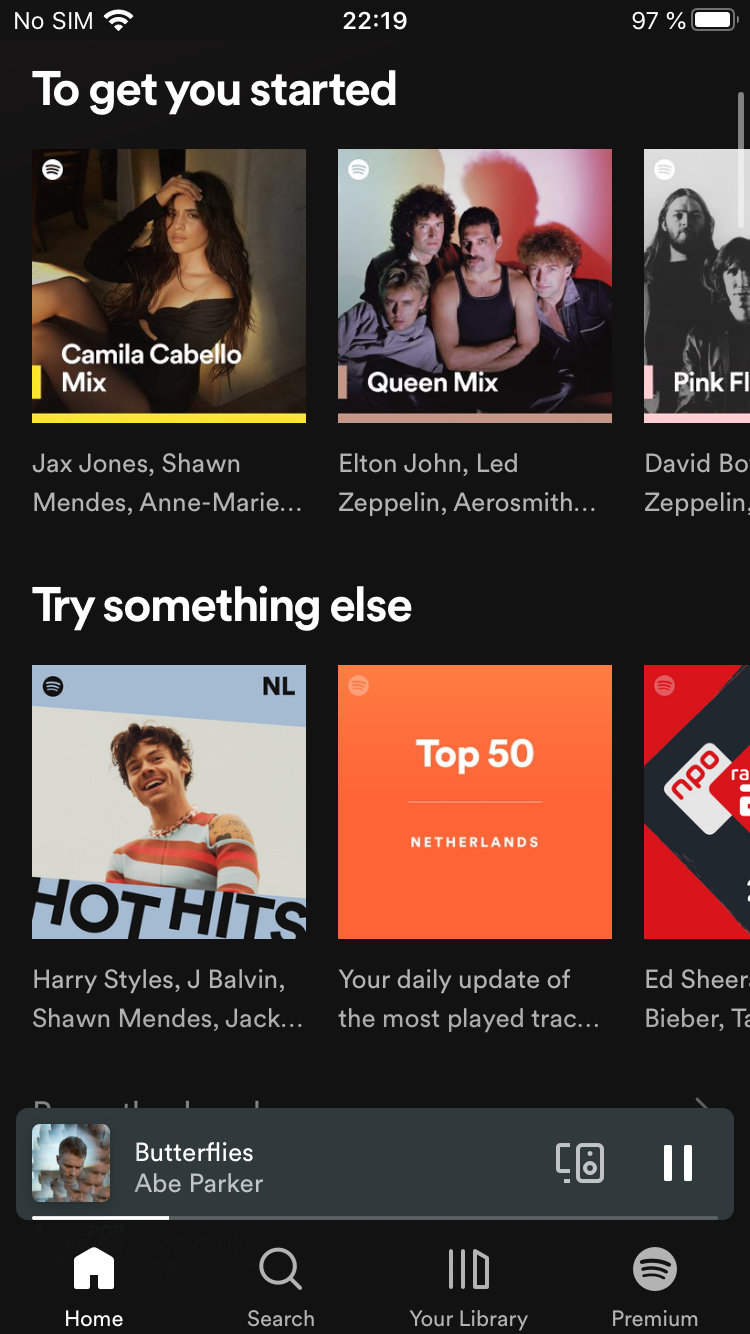 No SIM 22:19 97 %
To get you started
Camila Cabello
Mix
Queen Mix
Pink Fl
Jax Jones, Shawn
Mendes, Anne-Marie...
Elton John, Led
Zeppelin, Aerosmith...
David Bo
Zeppelin,
Try something else
NL
HOT HITS
Top 50
NETHERLANDS
npo
ra
Harry Styles, J Balvin,
Shawn Mendes, Jack...
Your daily update of
the most played trac...
Ed Sheer
Bieber, Ta
Butterflies
Abe Parker
Home
Search
Your Library
Premium